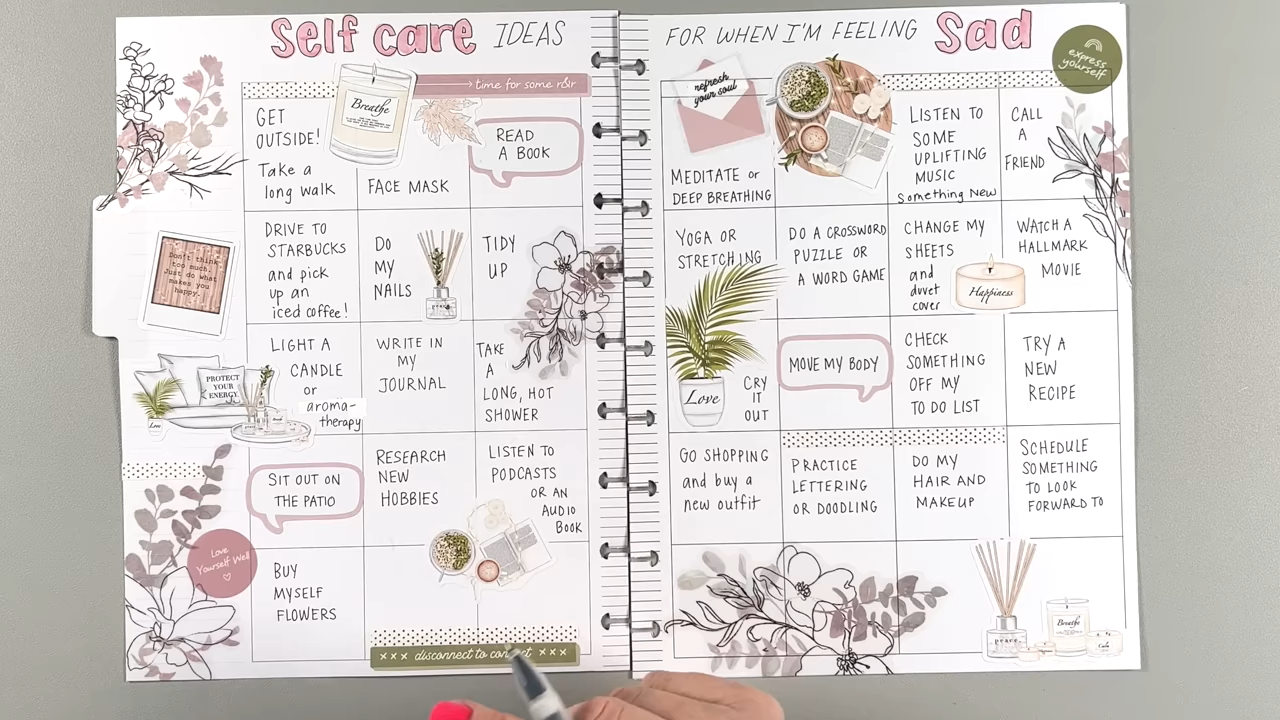 Self care IDEAS
FOR WHEN I'M FEELING Sad
express
yourself
time for some r&r
GET
OUTSIDE!
Take a
long walk
Breathe
FACE MASK
READ
A BOOK
refresh
your soul
MEDITATE or
DEEP BREATHING
LISTEN TO
SOME
UPLIFTING
MUSIC
Something New
CALL
A
FRIEND
Don't think
too much.
Just do what
makes you
happy.
DRIVE TO
STARBUCKS
and pick
up an
iced coffee!
DO
MY
NAILS
peace
TIDY
UP
YOGA OR
STRETCHING
DO A CROSSWORD
PUZZLE OR
A WORD GAME
CHANGE MY
SHEETS
and
duvet
cover
Happiness
WATCH A
HALLMARK
MOVIE
PROTECT
YOUR
ENERGY
Love
LIGHT A
CANDLE
or
aroma-
therapy
WRITE IN
MY
JOURNAL
TAKE
A
LONG, HOT
SHOWER
Love
CRY
IT
OUT
MOVE MY BODY
CHECK
SOMETHING
OFF MY
TO DO LIST
TRY A
NEW
RECIPE
SIT OUT ON
THE PATIO
RESEARCH
NEW
HOBBIES
LISTEN TO
PODCASTS
OR AN
AUDIO
BOOK
GO SHOPPING
and buy a
new outfit
PRACTICE
LETTERING
OR DOODLING
DO MY
HAIR AND
MAKEUP
SCHEDULE
SOMETHING
TO LOOK
FORWARD TO
Love
Yourself Well
BUY
MYSELF
FLOWERS
disconnect to connect
peace
Breathe
Calm